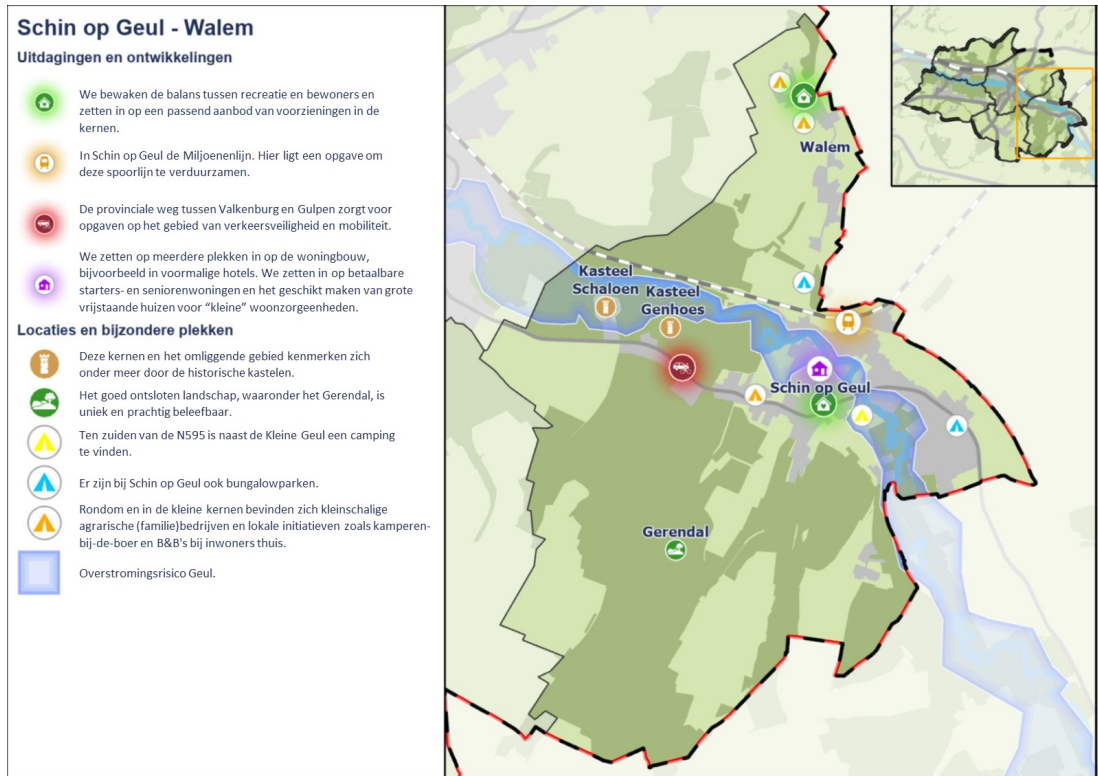 Schin op Geul - Walem
Uitdagingen en ontwikkelingen
We bewaken de balans tussen recreatie en bewoners en
zetten in op een passend aanbod van voorzieningen in de
kernen.
In Schin op Geul de Miljoenenlijn. Hier ligt een opgave om
deze spoorlijn te verduurzamen.
De provinciale weg tussen Valkenburg en Gulpen zorgt voor
opgaven op het gebied van verkeersveiligheid en mobiliteit.
We zetten op meerdere plekken in op de woningbouw,
bijvoorbeeld in voormalige hotels. We zetten in op betaalbare
starters- en seniorenwoningen en het geschikt maken van grote
vrijstaande huizen voor “kleine” woonzorgeenheden.
Locaties en bijzondere plekken
Deze kernen en het omliggende gebied kenmerken zich
onder meer door de historische kastelen.
Het goed ontsloten landschap, waaronder het Gerendal, is
uniek en prachtig beleefbaar.
Ten zuiden van de N595 is naast de Kleine Geul een camping
te vinden.
Er zijn bij Schin op Geul ook bungalowparken.
Rondom en in de kleine kernen bevinden zich kleinschalige
agrarische (familie)bedrijven en lokale initiatieven zoals kamperen-
bij-de-boer en B&B's bij inwoners thuis.
Overstromingsrisico Geul.
Walem
Kasteel
Schaloen
Kasteel
Genhoes
Schin op Geul
Gerendal